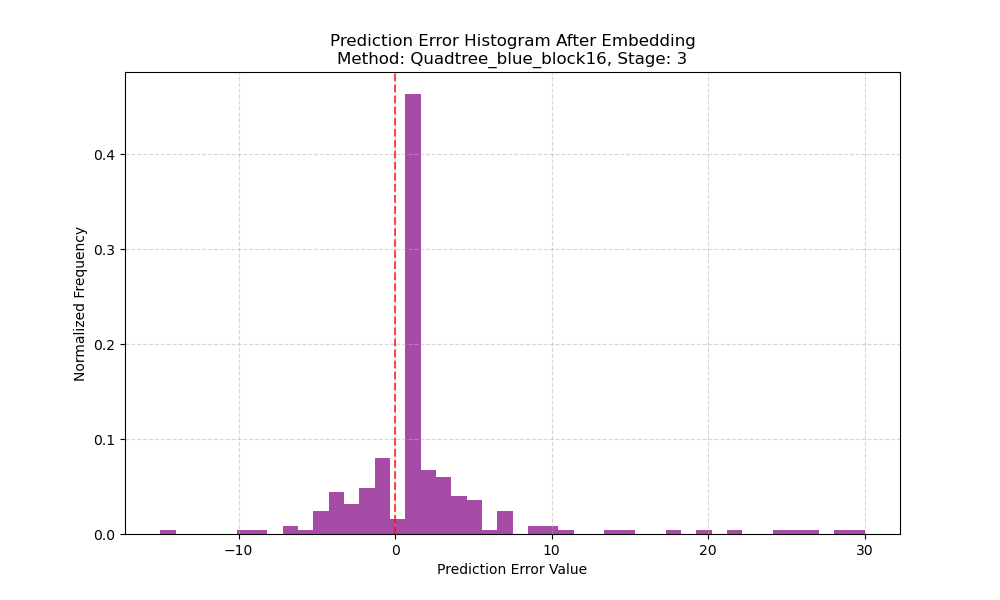 Prediction Error Histogram After Embedding
Method: Quadtree_blue_block16, Stage: 3
Normalized Frequency
0.4
0.3
0.2
0.1
0.0
−10
0
10
20
30
Prediction Error Value